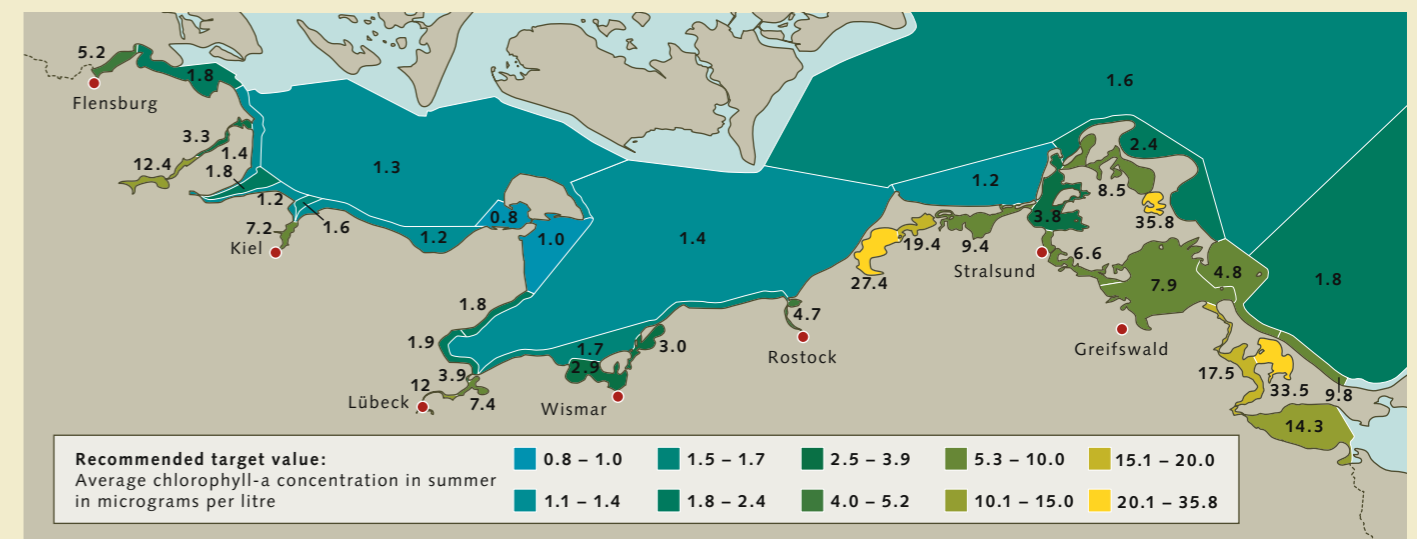 5.2
1.8
Flensburg
1.6
3.3
1.4
12.4
1.8
1.3
2.4
1.2
1.2
8.5
7.2
1.6
0.8
3.8
35.8
Kiel
1.2
1.0
1.4
19.4
9.4
Stralsund
6.6
27.4
7.9
4.8
1.8
1.8
4.7
1.9
1.7
3.0
Rostock
Greifswald
2.9
3.9
12
7.4
Lübeck
Wismar
17.5
33.5
9.8
14.3
Recommended target value:
Average chlorophyll-a concentration in summer
in micrograms per litre
0.8 – 1.0
1.5 – 1.7
2.5 – 3.9
5.3 – 10.0
15.1 – 20.0
1.1 – 1.4
1.8 – 2.4
4.0 – 5.2
10.1 – 15.0
20.1 – 35.8